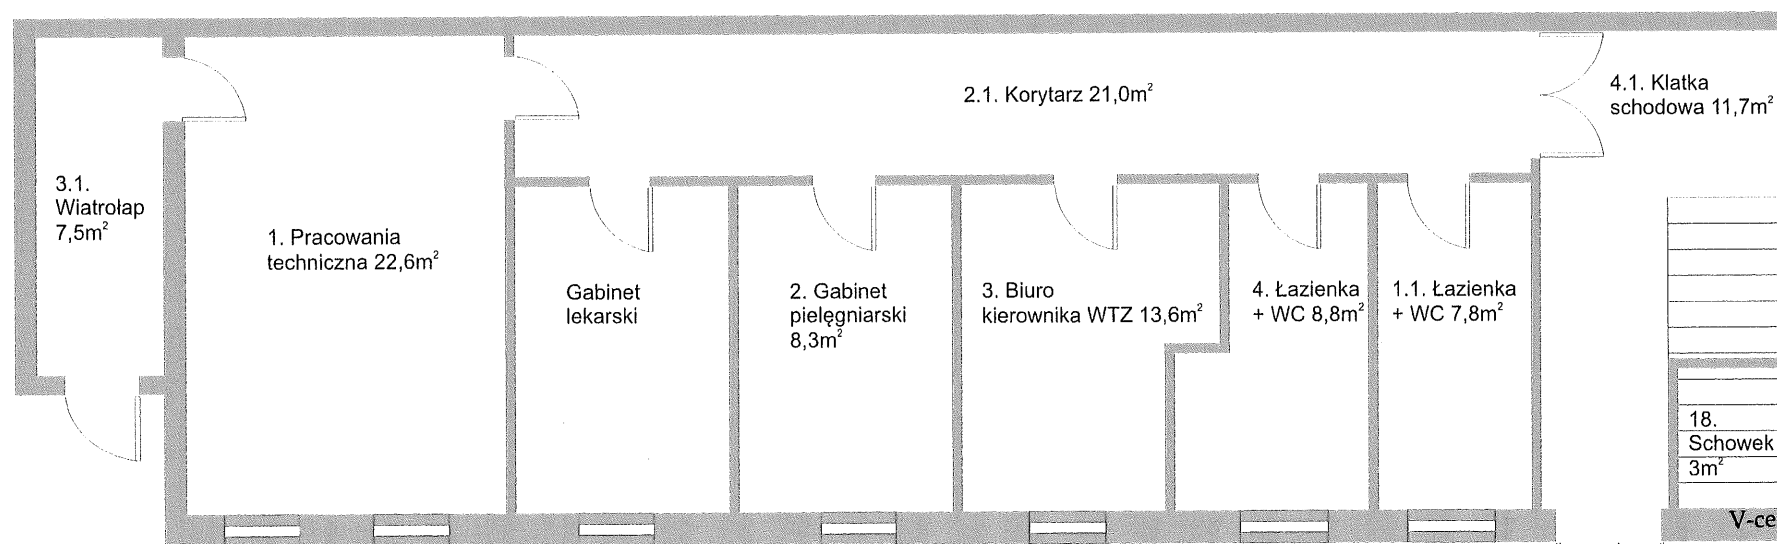 3.1.
Wiatrołap
7,5m²
1. Pracowania
techniczna 22,6m²
2.1. Korytarz 21,0m²
4.1. Klatka
schodowa 11,7m²
Gabinet
lekarski
2. Gabinet
pielęgniarski
8,3m²
3. Biuro
kierownika WTZ 13,6m²
4. Łazienka
+ WC 8,8m²
1.1. Łazienka
+ WC 7,8m²
18.
Schowek
3m²
V-ce